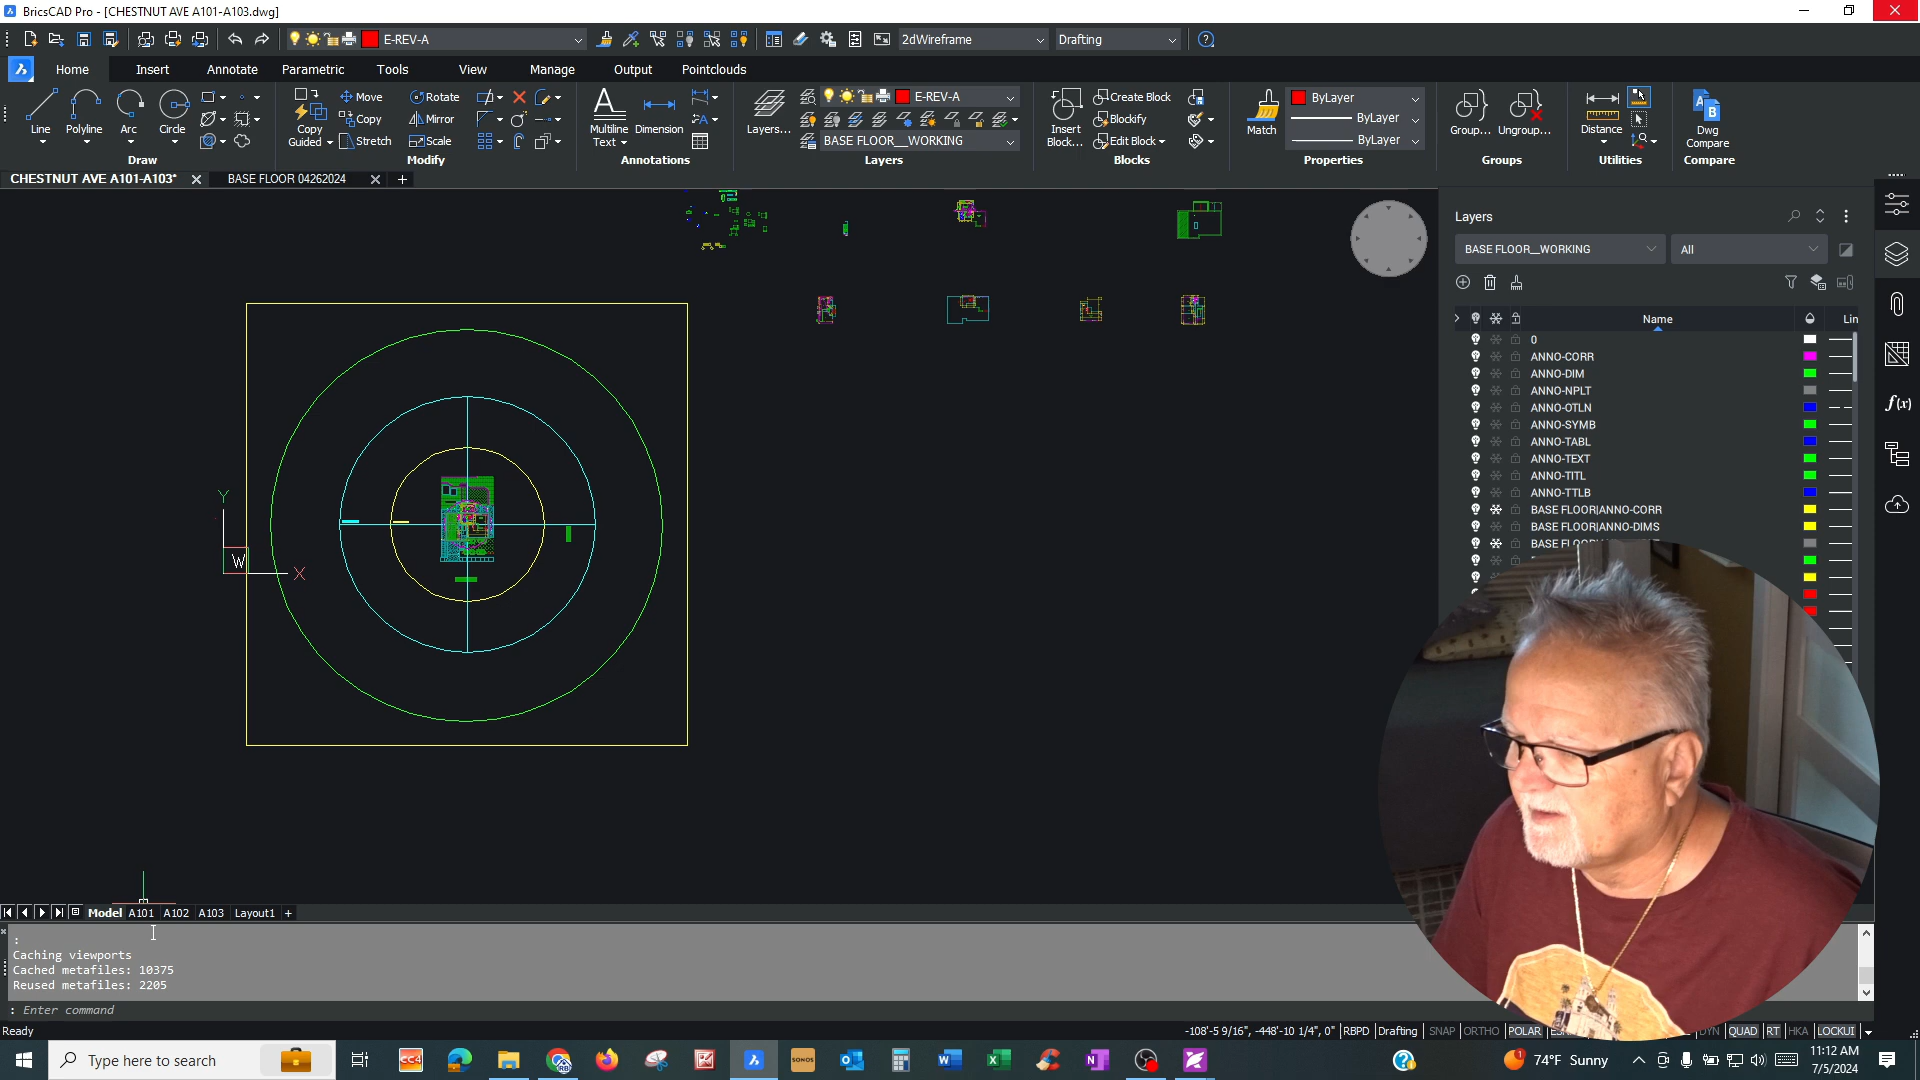 BricsCAD Pro - [CHESTNUT AVE A101-A103.dwg]
E-REV-A
2dWireframe
Drafting
Home Insert Annotate Parametric Tools View Manage Output Pointclouds
Line
Polyline
Arc
Circle
Draw
Copy
Guided
Move
Copy
Stretch
Rotate
Mirror
Scale
Modify
Multiline
Text
Dimension
Annotations
Layers...
E-REV-A
BASE FLOOR__WORKING
Layers
Insert
Block...
Create Block
Blockify
Edit Block
Blocks
Match
ByLayer
ByLayer
ByLayer
Properties
Group...
Ungroup...
Groups
Distance
Utilities
Dwg
Compare
Compare
CHESTNUT AVE A101-A103*
BASE FLOOR 04262024
Layers
BASE FLOOR__WORKING
All
Name
Lin
0
ANNO-CORR
ANNO-DIM
ANNO-NPLT
ANNO-OTLN
ANNO-SYMB
ANNO-TABL
ANNO-TEXT
ANNO-TITL
ANNO-TTLB
BASE FLOOR|ANNO-CORR
BASE FLOOR|ANNO-DIMS
Y
W
X
f(x)
Model A101 A102 A103 Layout1 +
:
Caching viewports
Cached metafiles: 10375
Reused metafiles: 2205
: Enter command
Ready
-108'-5 9/16", -448'-10 1/4", 0" RBPD Drafting SNAP ORTHO POLAR DYN QUAD RT HKA LOCKUI
Type here to search
CC4
SONOS
1
74°F Sunny
11:12 AM
7/5/2024